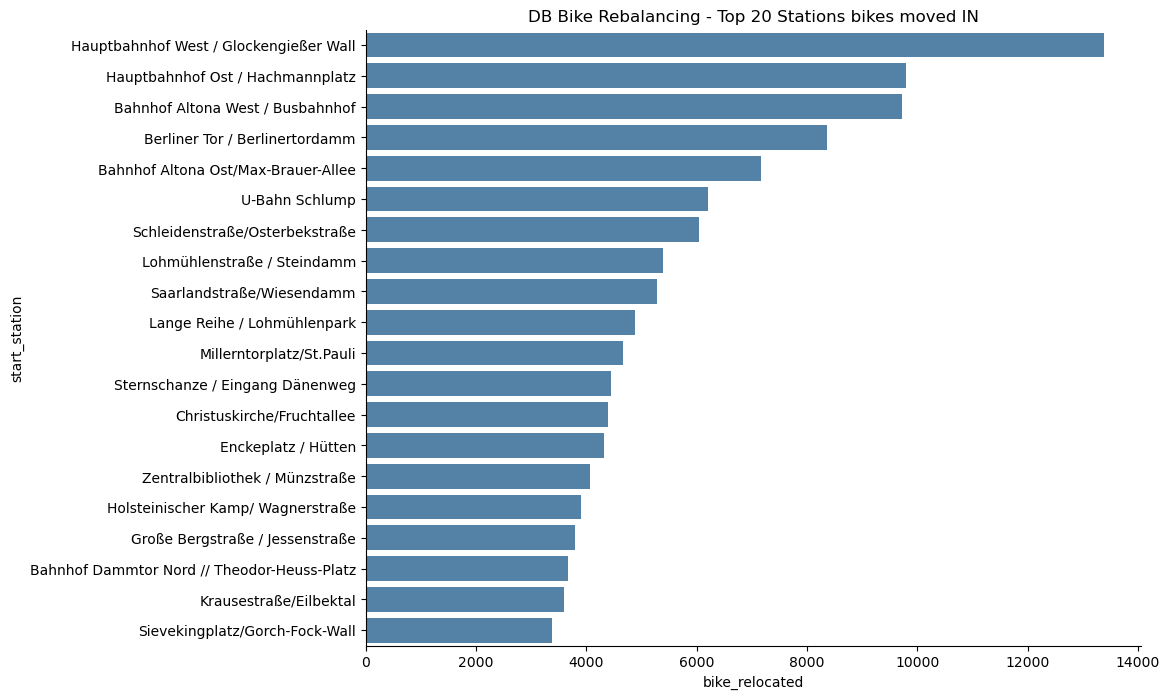 DB Bike Rebalancing - Top 20 Stations bikes moved IN
start_station
Hauptbahnhof West / Glockengießer Wall
Hauptbahnhof Ost / Hachmannplatz
Bahnhof Altona West / Busbahnhof
Berliner Tor / Berlinertordamm
Bahnhof Altona Ost/Max-Brauer-Allee
U-Bahn Schlump
Schleidenstraße/Osterbekstraße
Lohmühlenstraße / Steindamm
Saarlandstraße/Wiesendamm
Lange Reihe / Lohmühlenpark
Millerntorplatz/St.Pauli
Sternschanze / Eingang Dänenweg
Christuskirche/Fruchtallee
Enckeplatz / Hütten
Zentralbibliothek / Münzstraße
Holsteinischer Kamp/ Wagnerstraße
Große Bergstraße / Jessenstraße
Bahnhof Dammtor Nord // Theodor-Heuss-Platz
Krausestraße/Eilbektal
Sievekingplatz/Gorch-Fock-Wall
0 2000 4000 6000 8000 10000 12000 14000
bike_relocated